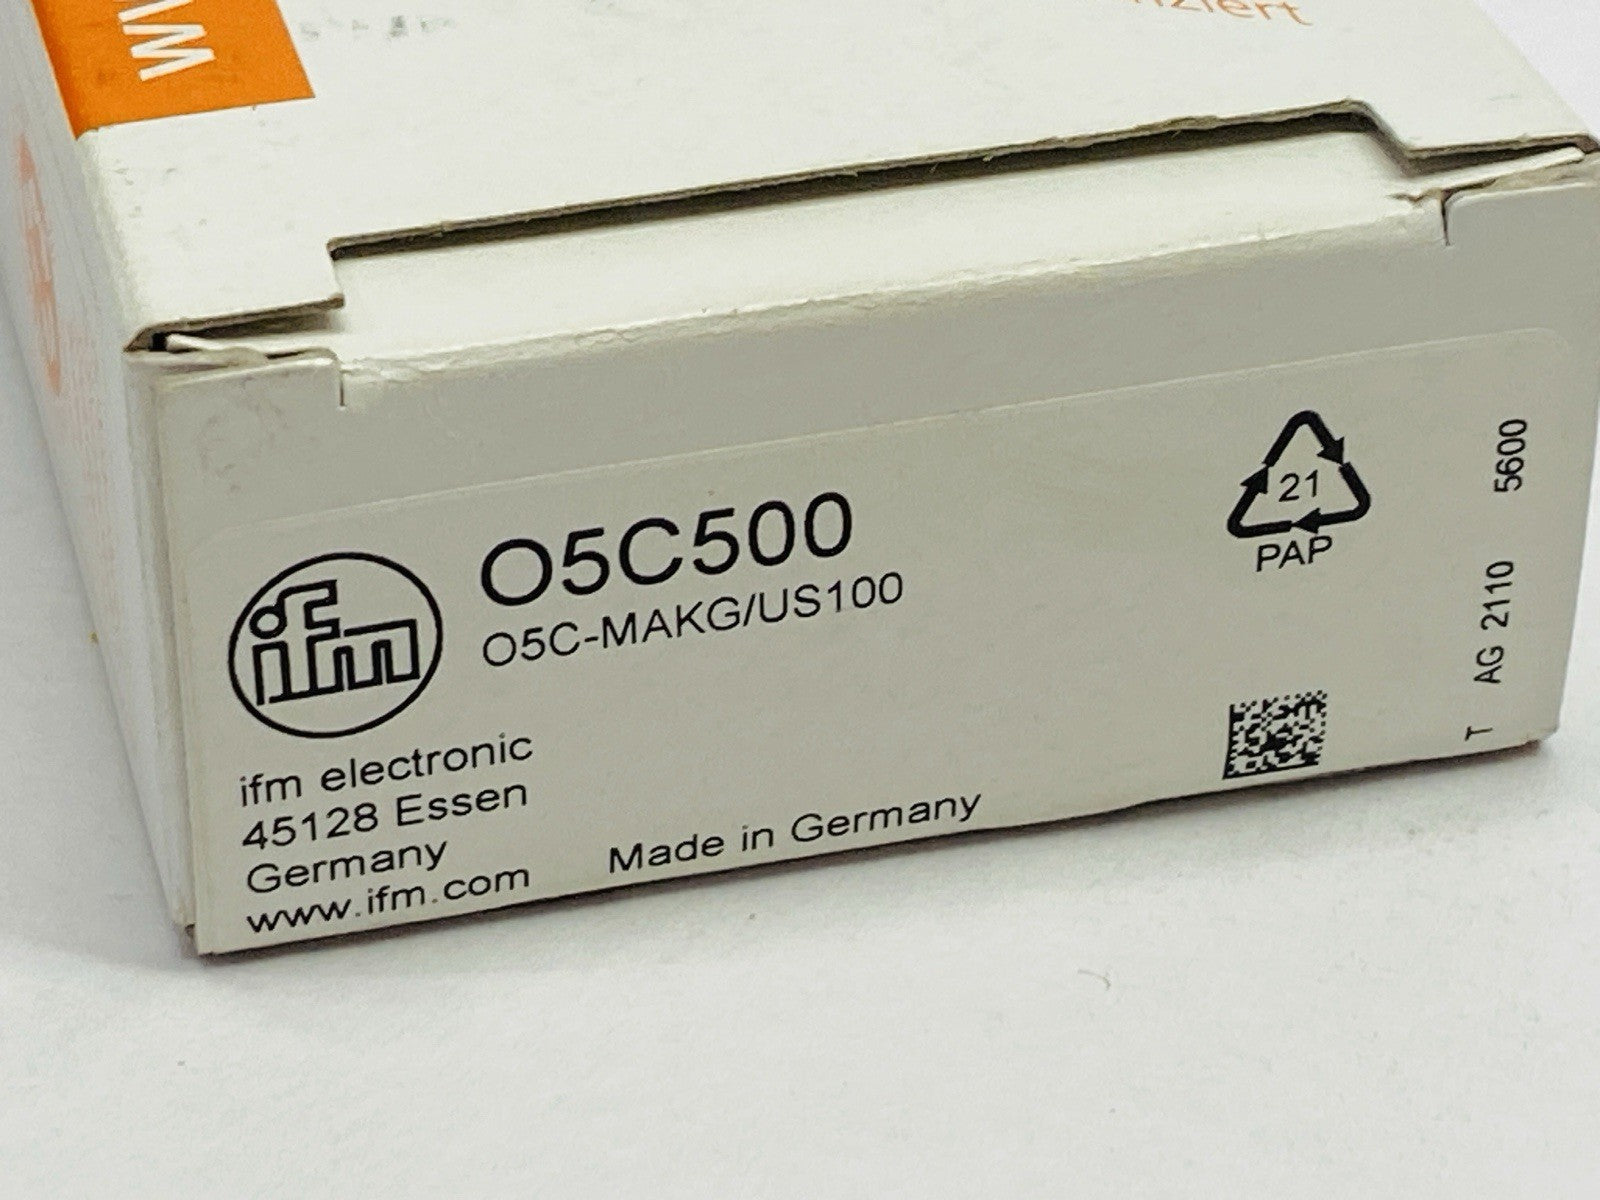 O5C500
O5C-MAKG/US100
ifm
ifm electronic
45128 Essen
Germany
www.ifm.com
Made in Germany
21
PAP
T AG 2110 5600